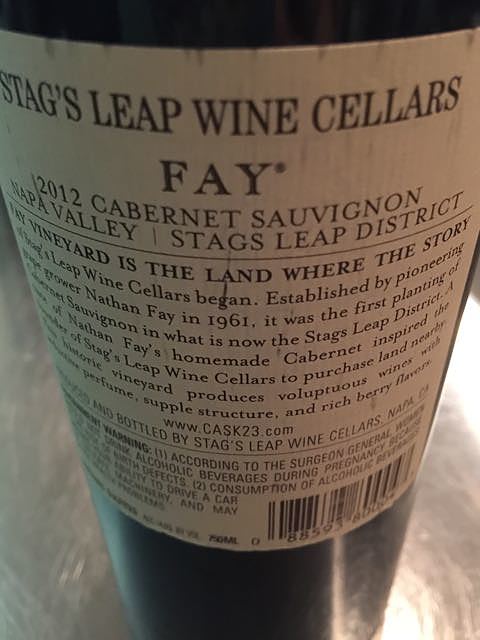 STAG'S LEAP WINE CELLARS
FAY®
2012 CABERNET SAUVIGNON
NAPA VALLEY | STAGS LEAP DISTRICT
FAY VINEYARD IS THE LAND WHERE THE STORY
of Stag's Leap Wine Cellars began. Established by pioneering
grape grower Nathan Fay in 1961, it was the first planting of
Cabernet Sauvignon in what is now the Stags Leap District. A
of Nathan Fay's homemade Cabernet inspired the
of Stag's Leap Wine Cellars to purchase land nearby.
historic vineyard produces voluptuous wines with
perfume, supple structure, and rich berry flavors.
www.CASK23.com
AND BOTTLED BY STAG'S LEAP WINE CELLARS, NAPA, CA
WARNING: (1) ACCORDING TO THE SURGEON GENERAL, WOMEN
DRINK ALCOHOLIC BEVERAGES DURING PREGNANCY BECAUSE
OF BIRTH DEFECTS. (2) CONSUMPTION OF ALCOHOLIC BEVERAGES
ABILITY TO DRIVE A CAR
MACHINERY, AND MAY
PROBLEMS.
750ML
0 88593